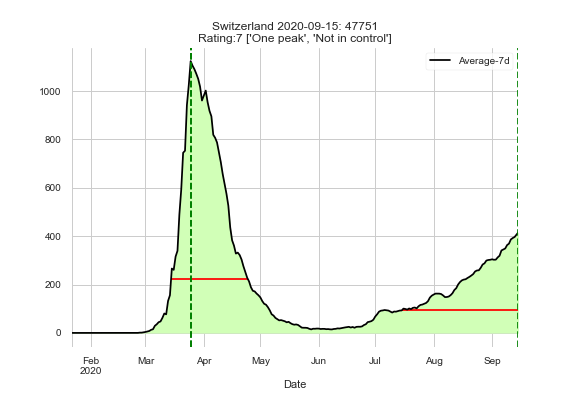 Switzerland 2020-09-15: 47751
Rating:7 ['One peak', 'Not in control']
Average-7d
1000
800
600
400
200
0
Feb Mar Apr May Jun Jul Aug Sep
2020
Date